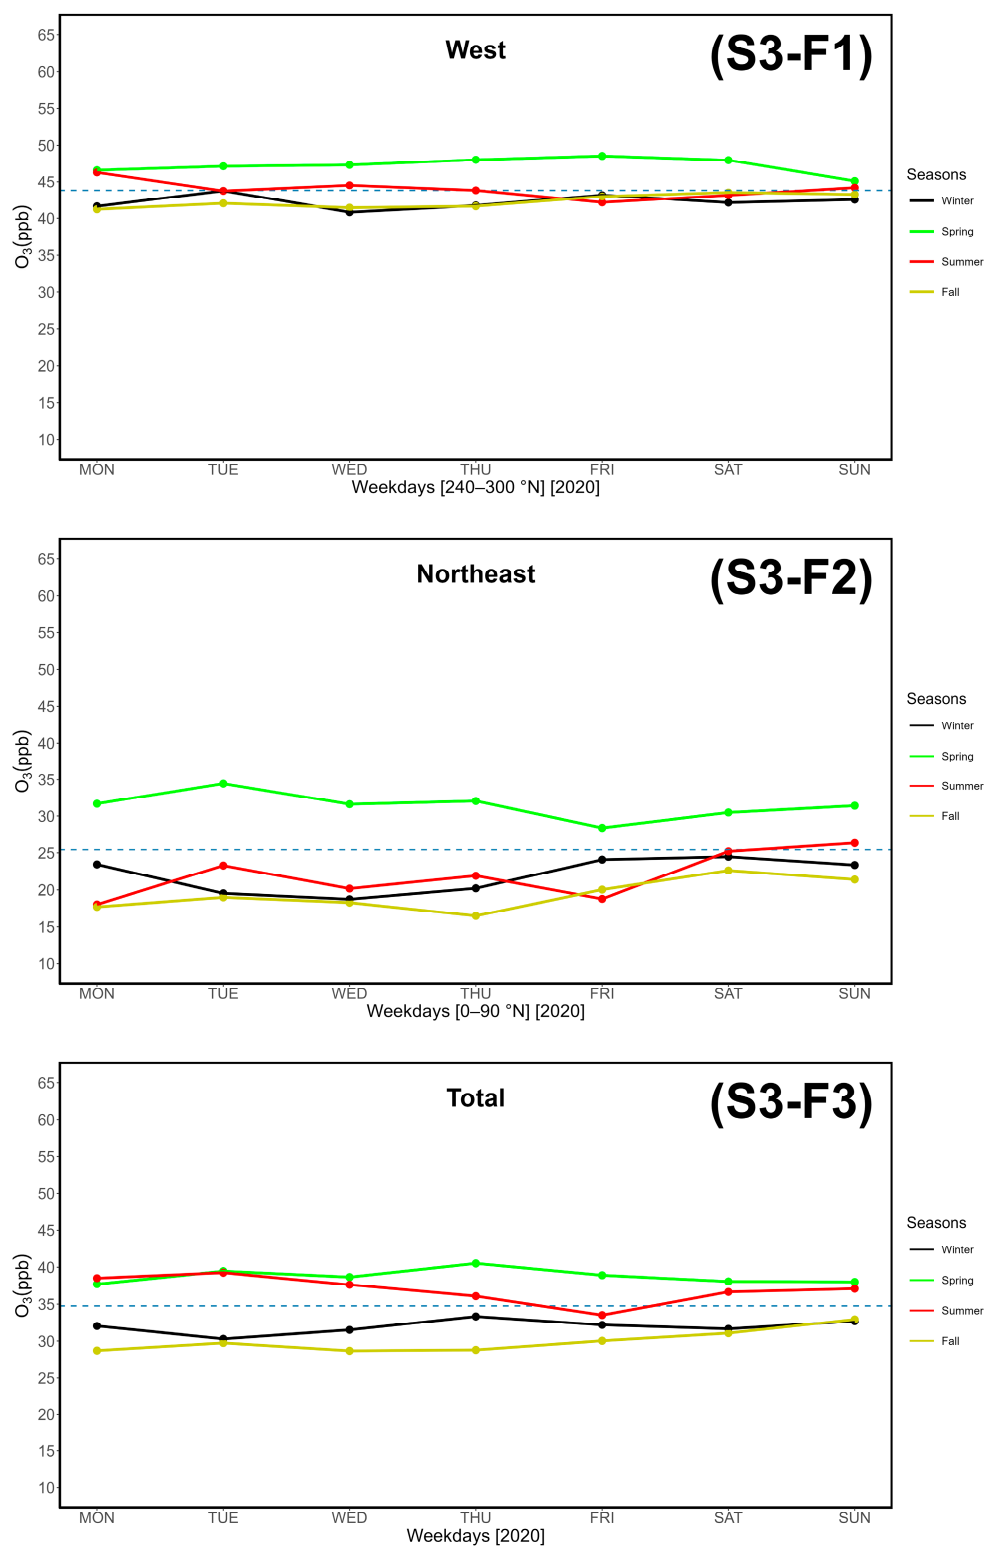 West
(S3-F1)
65
60
55
50
45
40
35
30
25
20
15
10
O3(ppb)
MON TUE WED THU FRI SAT SUN
Weekdays [240–300 °N] [2020]
Seasons
Winter
Spring
Summer
Fall
Northeast
(S3-F2)
65
60
55
50
45
40
35
30
25
20
15
10
O3(ppb)
MON TUE WED THU FRI SAT SUN
Weekdays [0–90 °N] [2020]
Seasons
Winter
Spring
Summer
Fall
Total
(S3-F3)
65
60
55
50
45
40
35
30
25
20
15
10
O3(ppb)
MON TUE WED THU FRI SAT SUN
Weekdays [2020]
Seasons
Winter
Spring
Summer
Fall